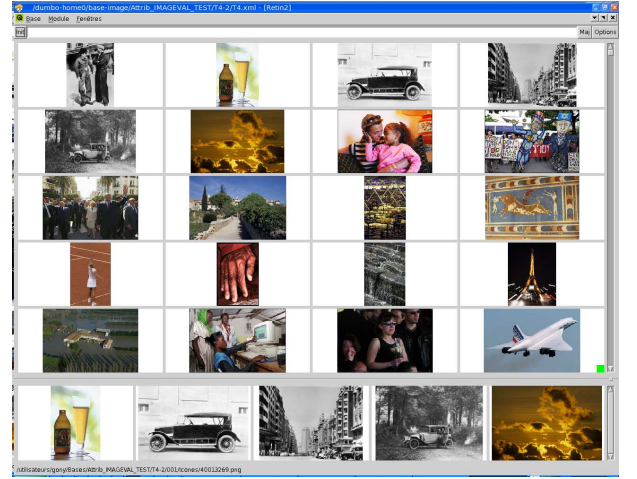 /dumbo-home0/base-image/Attrib_IMAGEVAL_TEST/T4-2/T4.xml - [Retin2]
Base Module Fenêtres
Init
Maj Options
/utilisateurs/gony/Bases/Attrib_IMAGEVAL_TEST/T4-2/001/icones/40013269.png